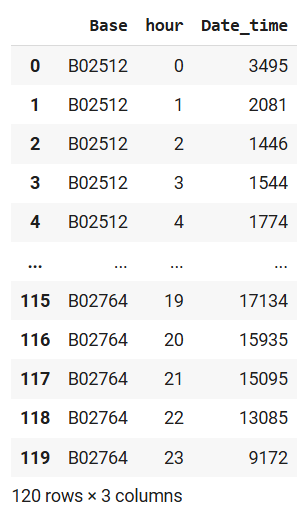 Base hour Date_time
0 B02512 0 3495
1 B02512 1 2081
2 B02512 2 1446
3 B02512 3 1544
4 B02512 4 1774
... ... ... ...
115 B02764 19 17134
116 B02764 20 15935
117 B02764 21 15095
118 B02764 22 13085
119 B02764 23 9172
120 rows × 3 columns